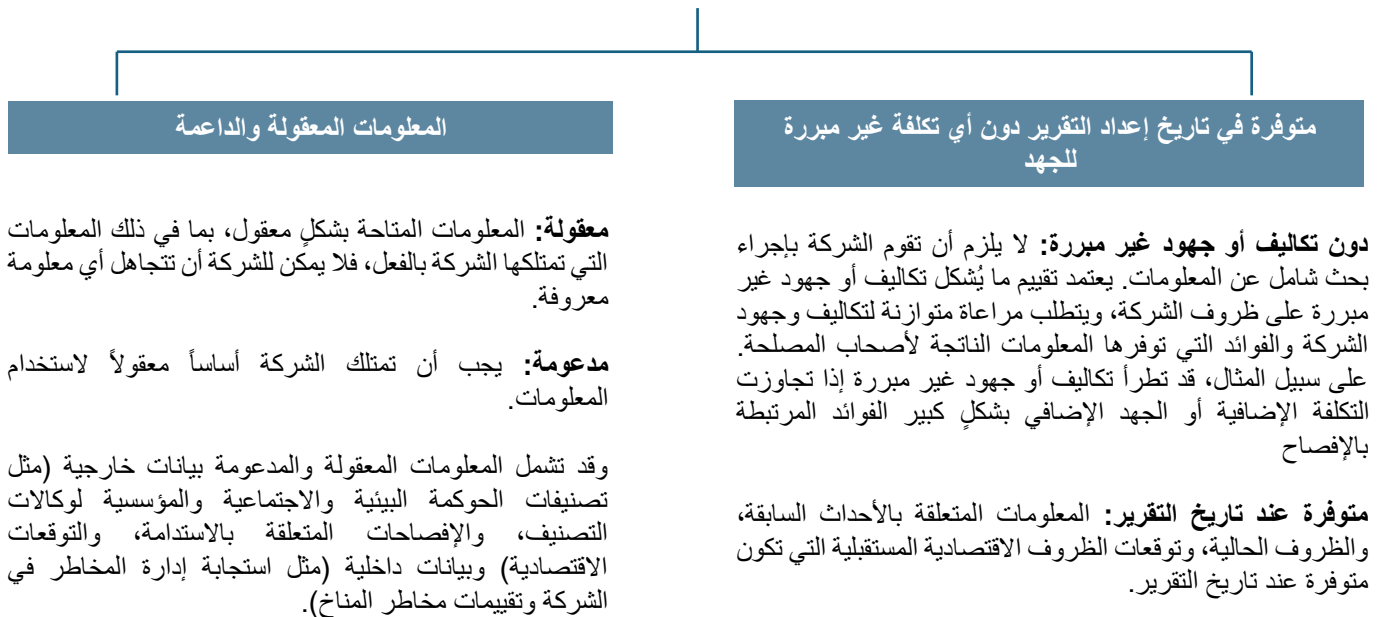 متوفرة في تاريخ إعداد التقرير دون أي تكلفة غير مبررة
للجهد
دون تكاليف أو جهود غير مبررة: لا يلزم أن تقوم الشركة بإجراء
بحث شامل عن المعلومات. يعتمد تقييم ما يُشكل تكاليف أو جهود غير
مبررة على ظروف الشركة، ويتطلب مراعاة متوازنة لتكاليف وجهود
الشركة والفوائد التي توفرها المعلومات الناتجة لأصحاب المصلحة.
على سبيل المثال، قد تطرأ تكاليف أو جهود غير مبررة إذا تجاوزت
التكلفة الإضافية أو الجهد الإضافي بشكلٍ كبير الفوائد المرتبطة
بالإفصاح
متوفرة عند تاريخ التقرير: المعلومات المتعلقة بالأحداث السابقة،
والظروف الحالية، وتوقعات الظروف الاقتصادية المستقبلية التي تكون
متوفرة عند تاريخ التقرير.
المعلومات المعقولة والداعمة
معقولة: المعلومات المتاحة بشكلٍ معقول، بما في ذلك المعلومات
التي تمتلكها الشركة بالفعل، فلا يمكن للشركة أن تتجاهل أي معلومة
معروفة.
مدعومة: يجب أن تمتلك الشركة أساساً معقولاً لاستخدام
المعلومات.
وقد تشمل المعلومات المعقولة والمدعومة بيانات خارجية (مثل
تصنيفات الحوكمة البيئية والاجتماعية والمؤسسية لوكالات
التصنيف، والإفصاحات المتعلقة بالاستدامة، والتوقعات
الاقتصادية) وبيانات داخلية (مثل استجابة إدارة المخاطر في
الشركة وتقييمات مخاطر المناخ).